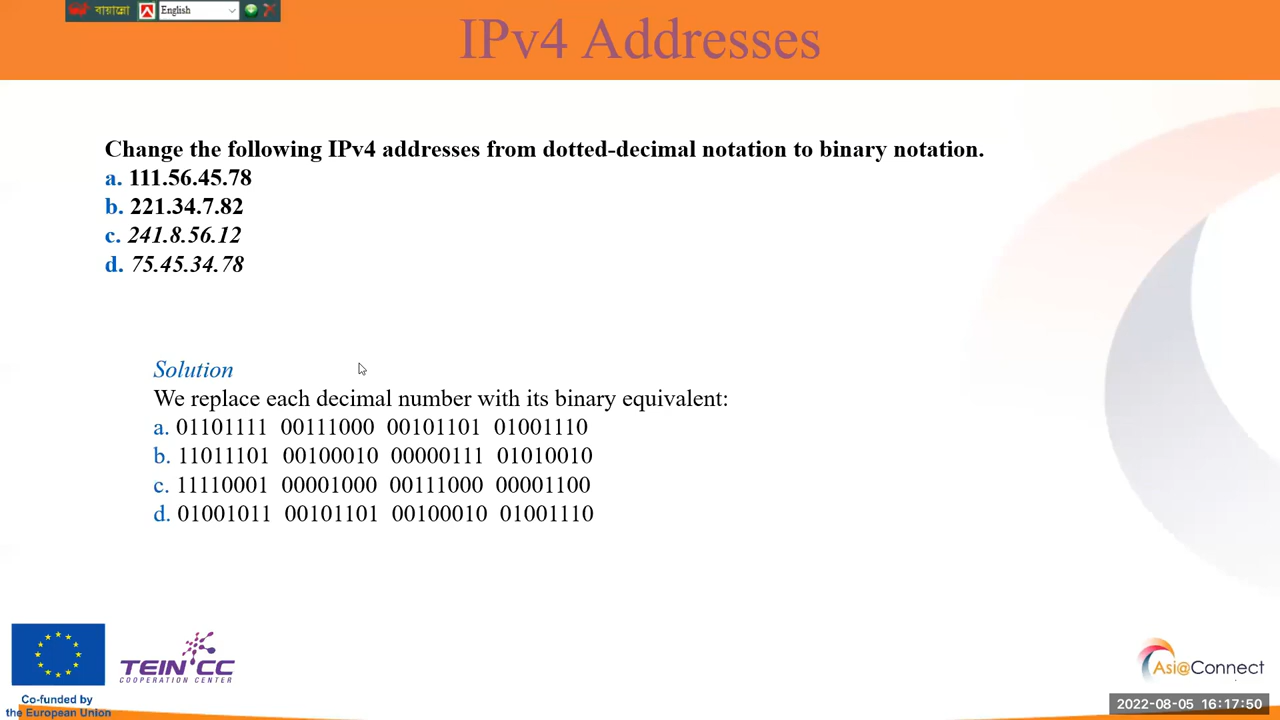 বায়ান্নো English
IPv4 Addresses
Change the following IPv4 addresses from dotted-decimal notation to binary notation.
a. 111.56.45.78
b. 221.34.7.82
c. 241.8.56.12
d. 75.45.34.78
Solution
We replace each decimal number with its binary equivalent:
a. 01101111 00111000 00101101 01001110
b. 11011101 00100010 00000111 01010010
c. 11110001 00001000 00111000 00001100
d. 01001011 00101101 00100010 01001110
TEIN*CC
COOPERATION CENTER
Asi@Connect
Co-funded by
the European Union
2022-08-05 16:17:50